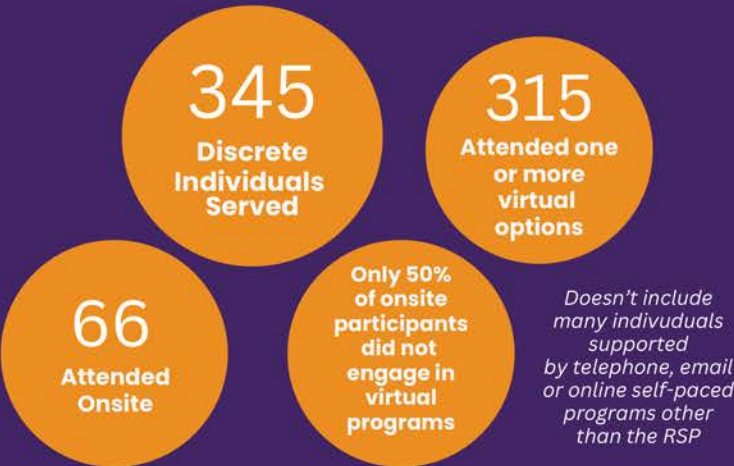 345
Discrete
Individuals
Served
315
Attended one
or more
virtual
options
66
Attended
Onsite
Only 50%
of onsite
participants
did not
engage in
virtual
programs
Doesn't include
many indivuduals
supported
by telephone, email
or online self-paced
programs other
than the RSP